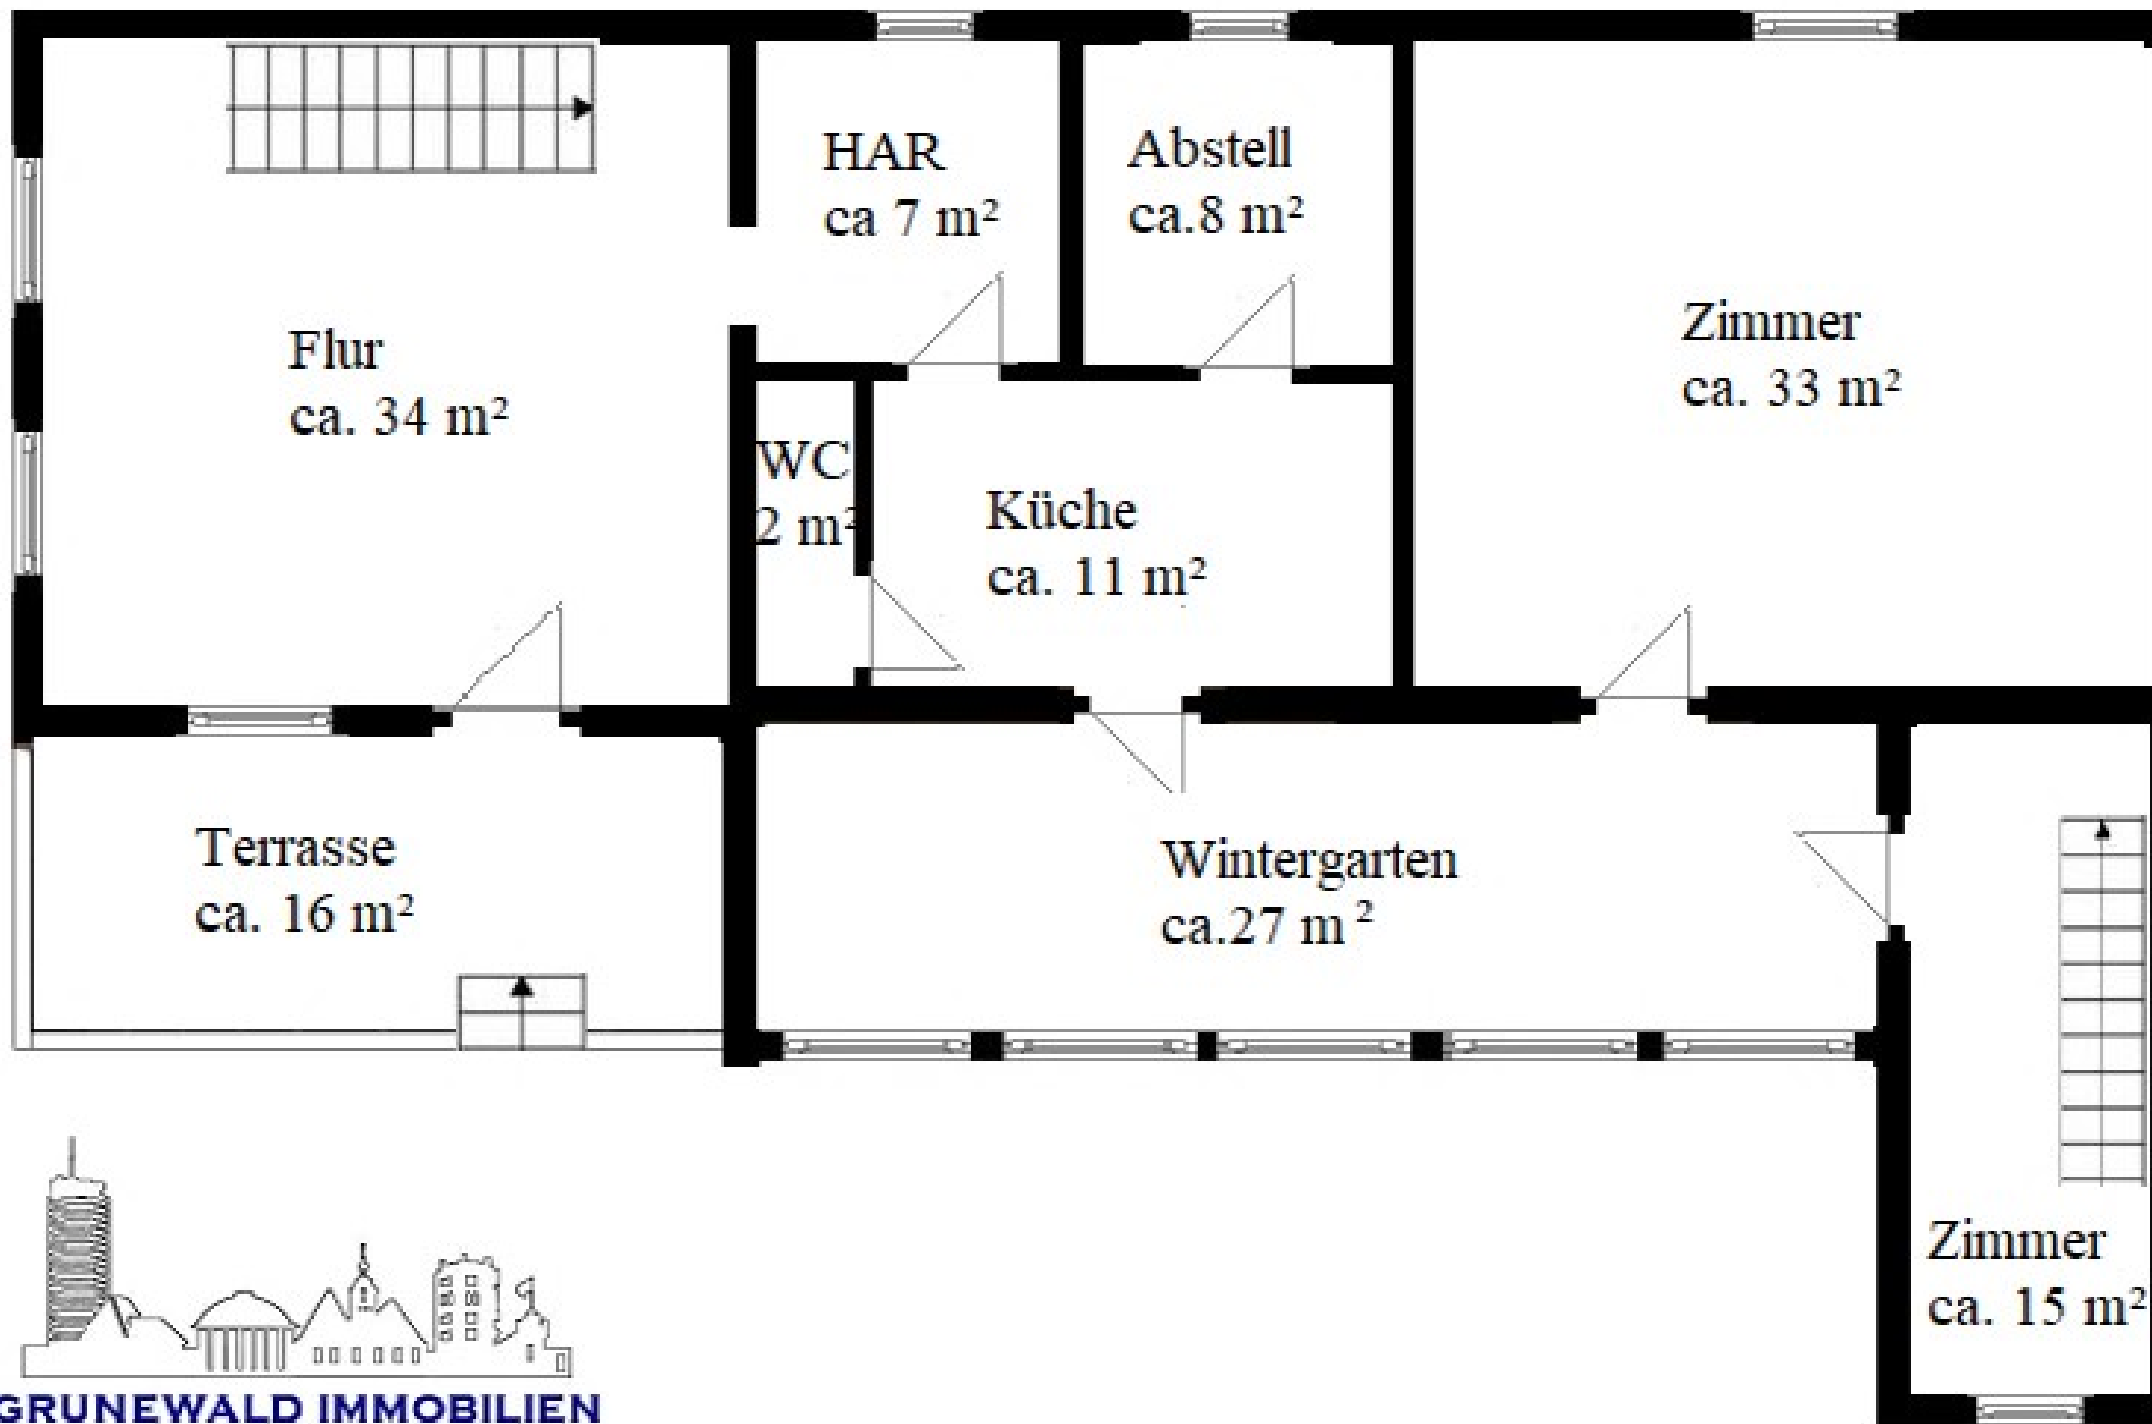 HAR
ca 7 m²
Abstell
ca.8 m²
Zimmer
ca. 33 m²
Flur
ca. 34 m²
WC
2 m²
Küche
ca. 11 m²
Terrasse
ca. 16 m²
Wintergarten
ca.27 m²
Zimmer
ca. 15 m²
GRUNEWALD IMMOBILIEN